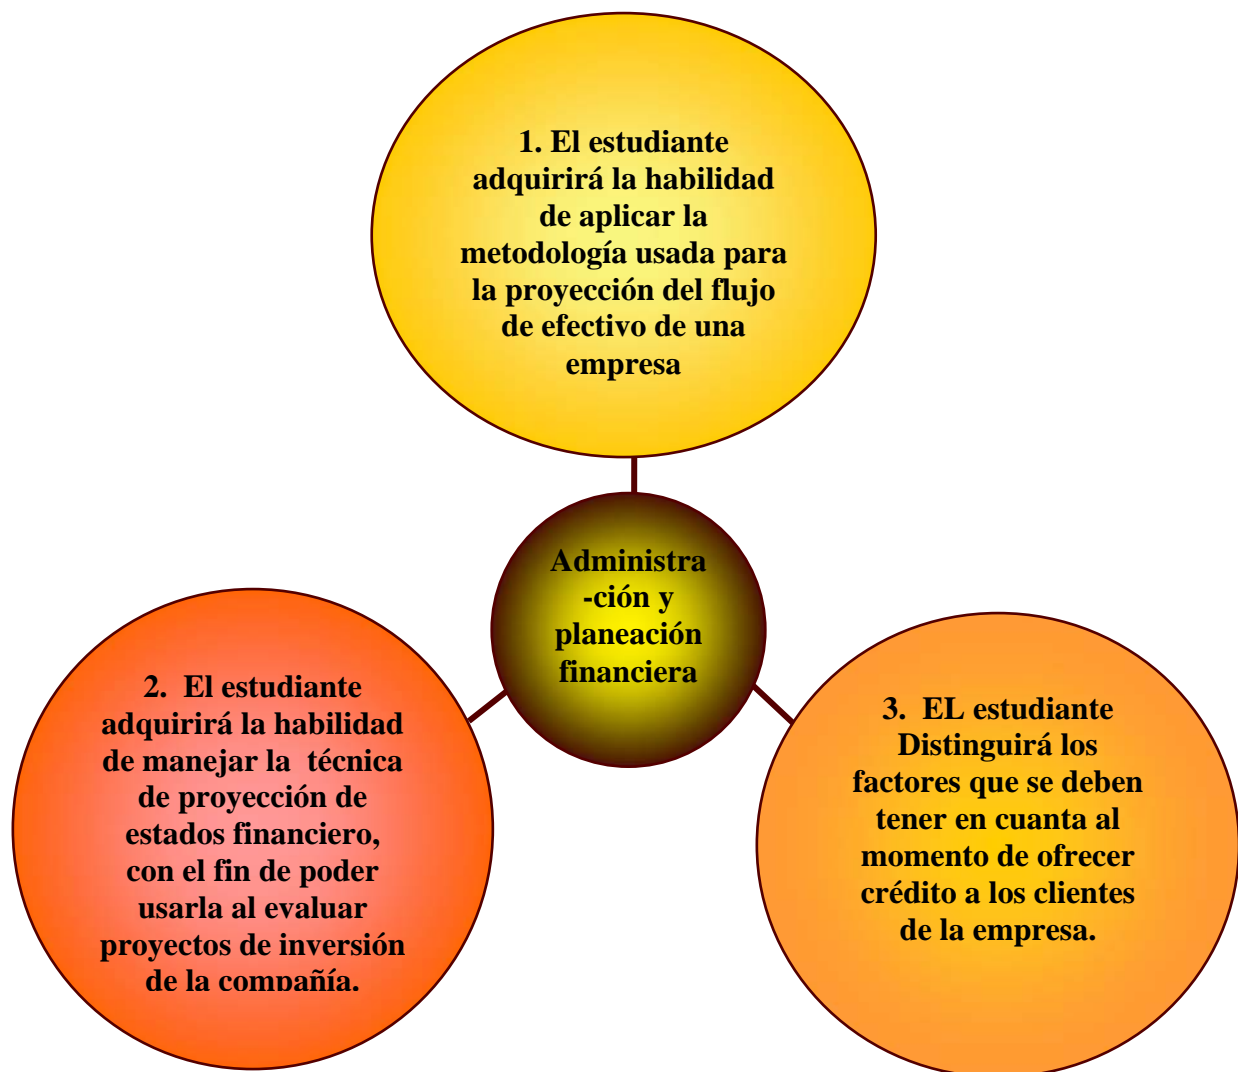 1. El estudiante
adquirirá la habilidad
de aplicar la
metodología usada para
la proyección del flujo
de efectivo de una
empresa
Administra
-ción y
planeación
financiera
2.  El estudiante
adquirirá la habilidad
de manejar la  técnica
de proyección de
estados financiero,
con el fin de poder
usarla al evaluar
proyectos de inversión
de la compañía.
3.  EL estudiante
Distinguirá los
factores que se deben
tener en cuanta al
momento de ofrecer
crédito a los clientes
de la empresa.